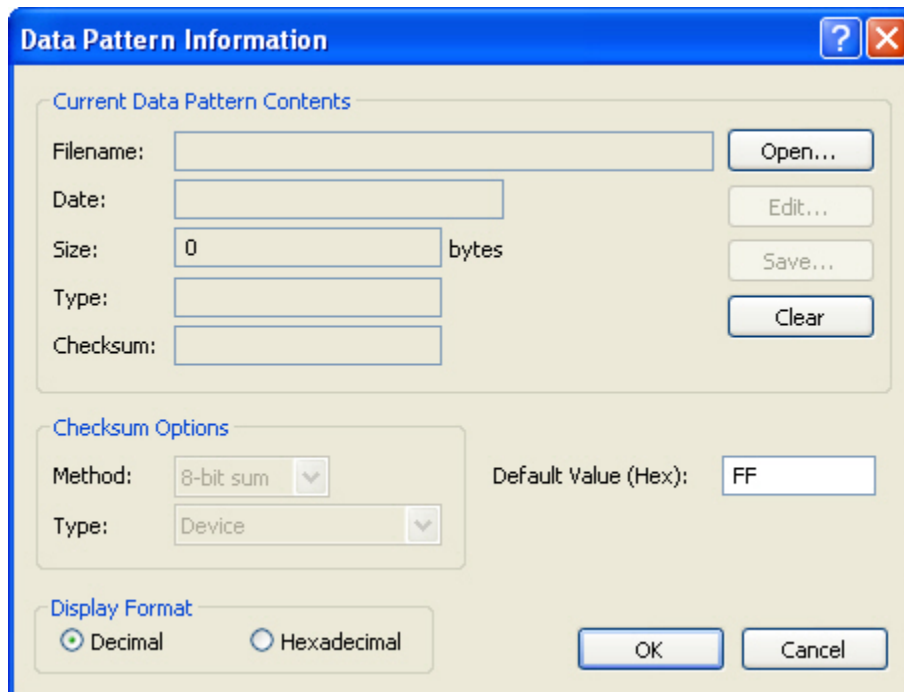 Data Pattern Information
Current Data Pattern Contents
Filename: Open...
Date: Edit...
Size: 0 bytes Save...
Type: Clear
Checksum:
Checksum Options
Method: 8-bit sum Default Value (Hex): FF
Type: Device
Display Format
Decimal Hexadecimal OK Cancel